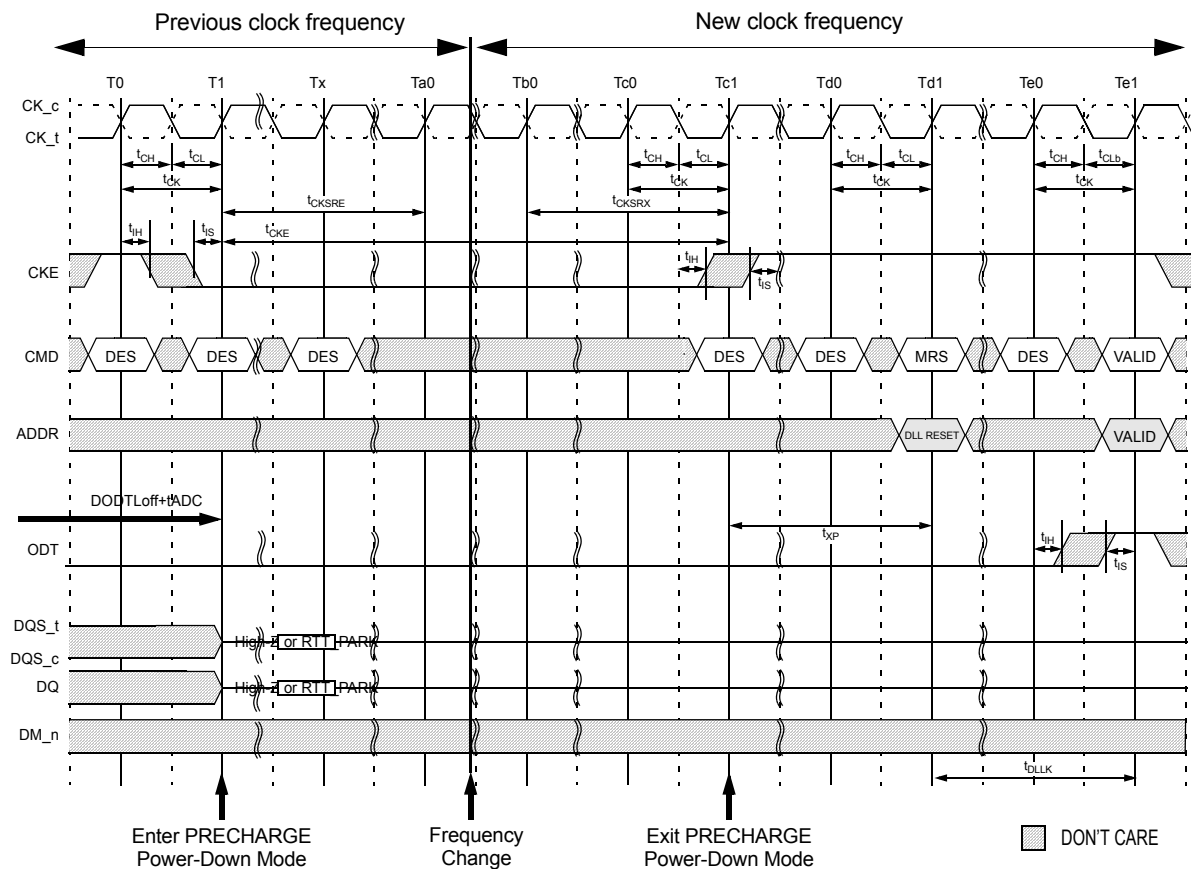 Previous clock frequency New clock frequency
T0 T1 Tx Ta0 Tb0 Tc0 Tc1 Td0 Td1 Te0 Te1
CK_c
CK_t
tCH tCL tCH tCL tCH tCL tCH tCLb
tCK tCK tCK tCK
tCKSRE tCKSRX
tIH tIS tCKE
CKE tIH tIS
CMD DES DES DES DES DES MRS DES VALID
ADDR DLL RESET VALID
DODTLoff+tADC
tXP
ODT tIH tIS
DQS_t
High-Z or RTT_PARK
DQS_c
DQ High-Z or RTT_PARK
DM_n
tDLLK
Enter PRECHARGE
Power-Down Mode
Frequency
Change
Exit PRECHARGE
Power-Down Mode
DON'T CARE